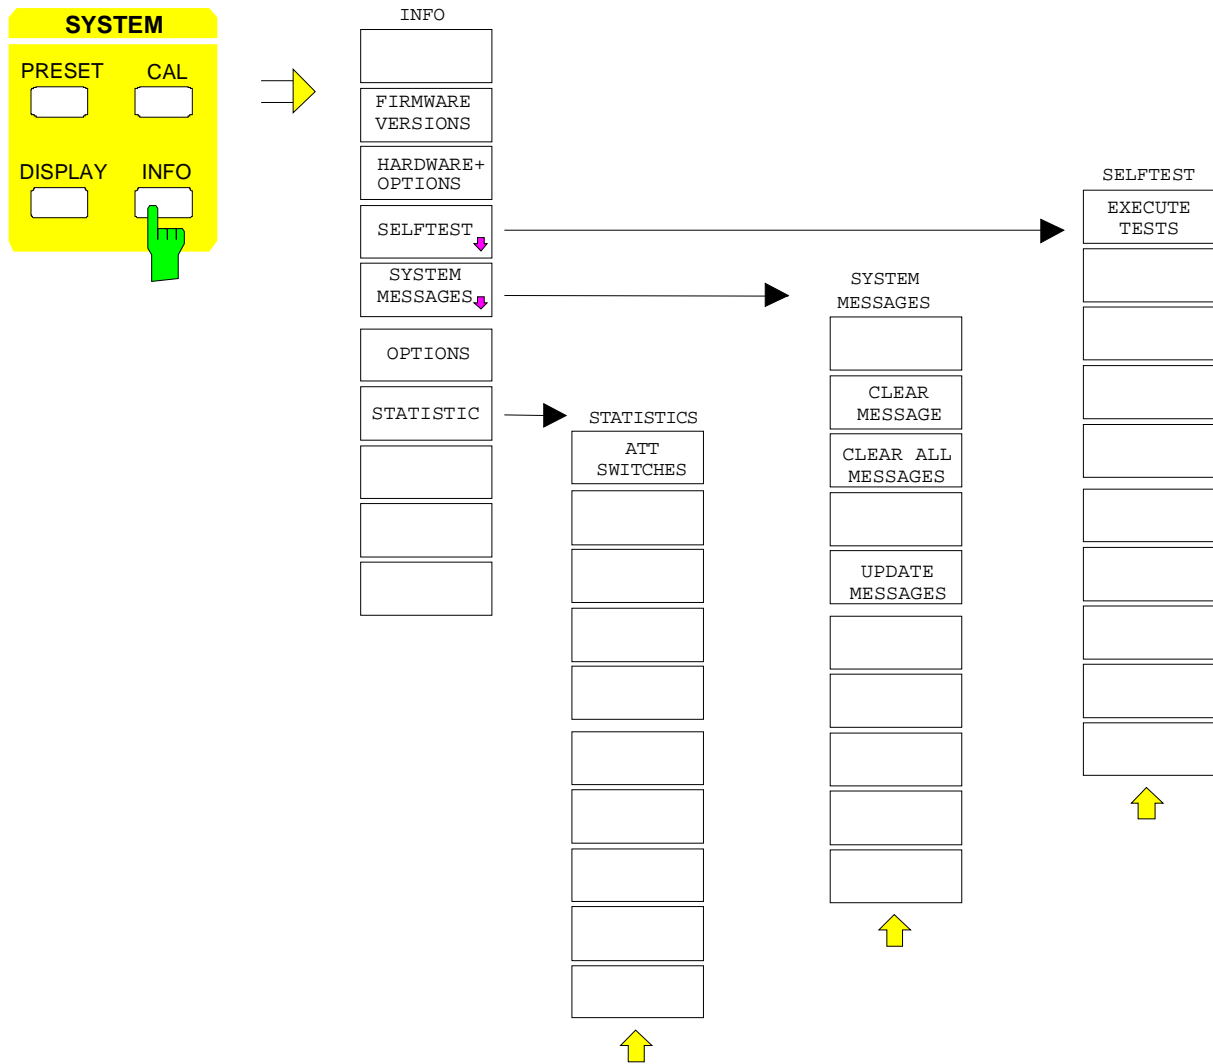 SYSTEM
PRESET
CAL
DISPLAY
INFO
INFO
FIRMWARE
VERSIONS
HARDWARE+
OPTIONS
SELFTEST
SYSTEM
MESSAGES
OPTIONS
STATISTIC
STATISTICS
ATT
SWITCHES
SYSTEM
MESSAGES
CLEAR
MESSAGE
CLEAR ALL
MESSAGES
UPDATE
MESSAGES
SELFTEST
EXECUTE
TESTS